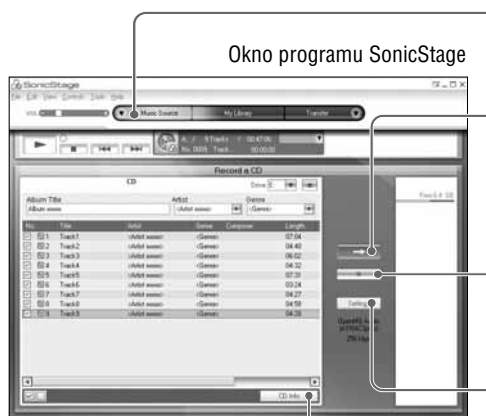 Okno programu SonicStage
SonicStage
File Edit View Controls Tools Help
Music Source My Library Transfer
Record a CD
CD Drive E:
Album Title Artist Genre
Album xxxxx <Artist xxxxx> <Genre>
No. Title Artist Genre Composer Length
1 Track1 <Artist xxxxx> <Genre> 07:04
2 Track2 <Artist xxxxx> <Genre> 04:40
3 Track3 <Artist xxxxx> <Genre> 06:02
4 Track4 <Artist xxxxx> <Genre> 04:32
5 Track5 <Artist xxxxx> <Genre> 07:31
6 Track6 <Artist xxxxx> <Genre> 03:24
7 Track7 <Artist xxxxx> <Genre> 04:27
8 Track8 <Artist xxxxx> <Genre> 04:58
9 Track9 <Artist xxxxx> <Genre> 04:28
CD Info